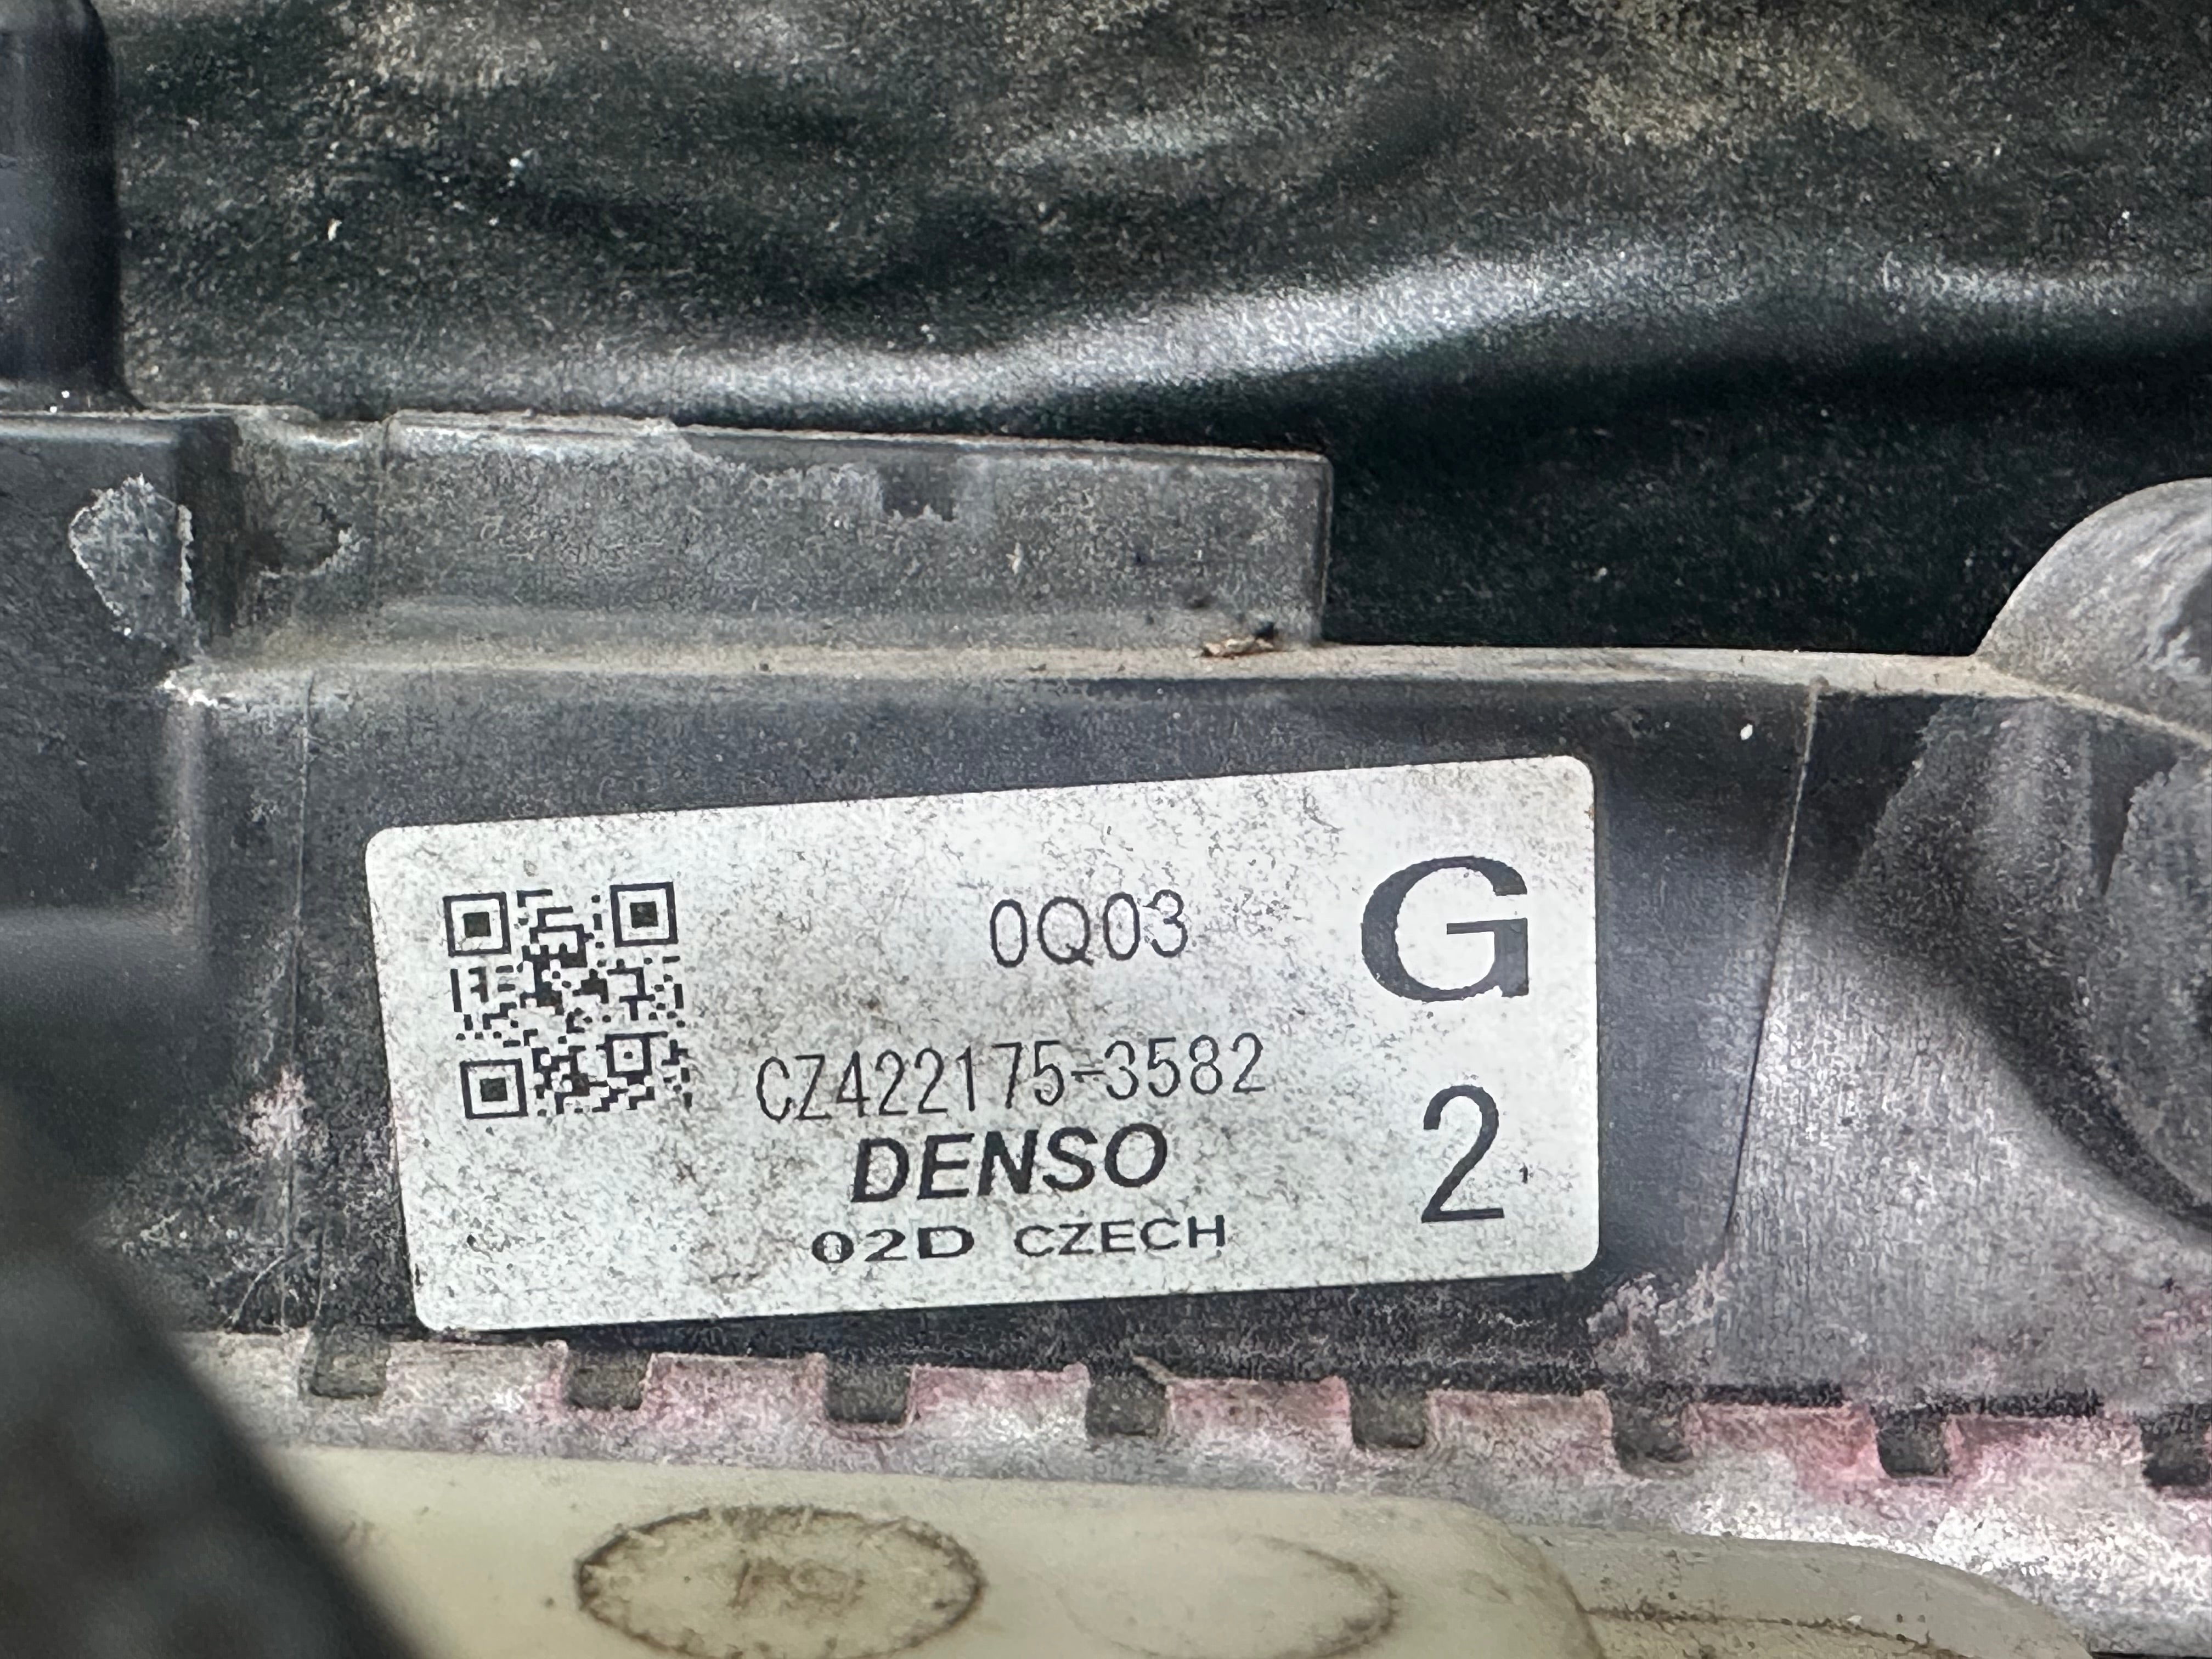 0Q03
G
CZ422175-3582
2
DENSO
02D CZECH